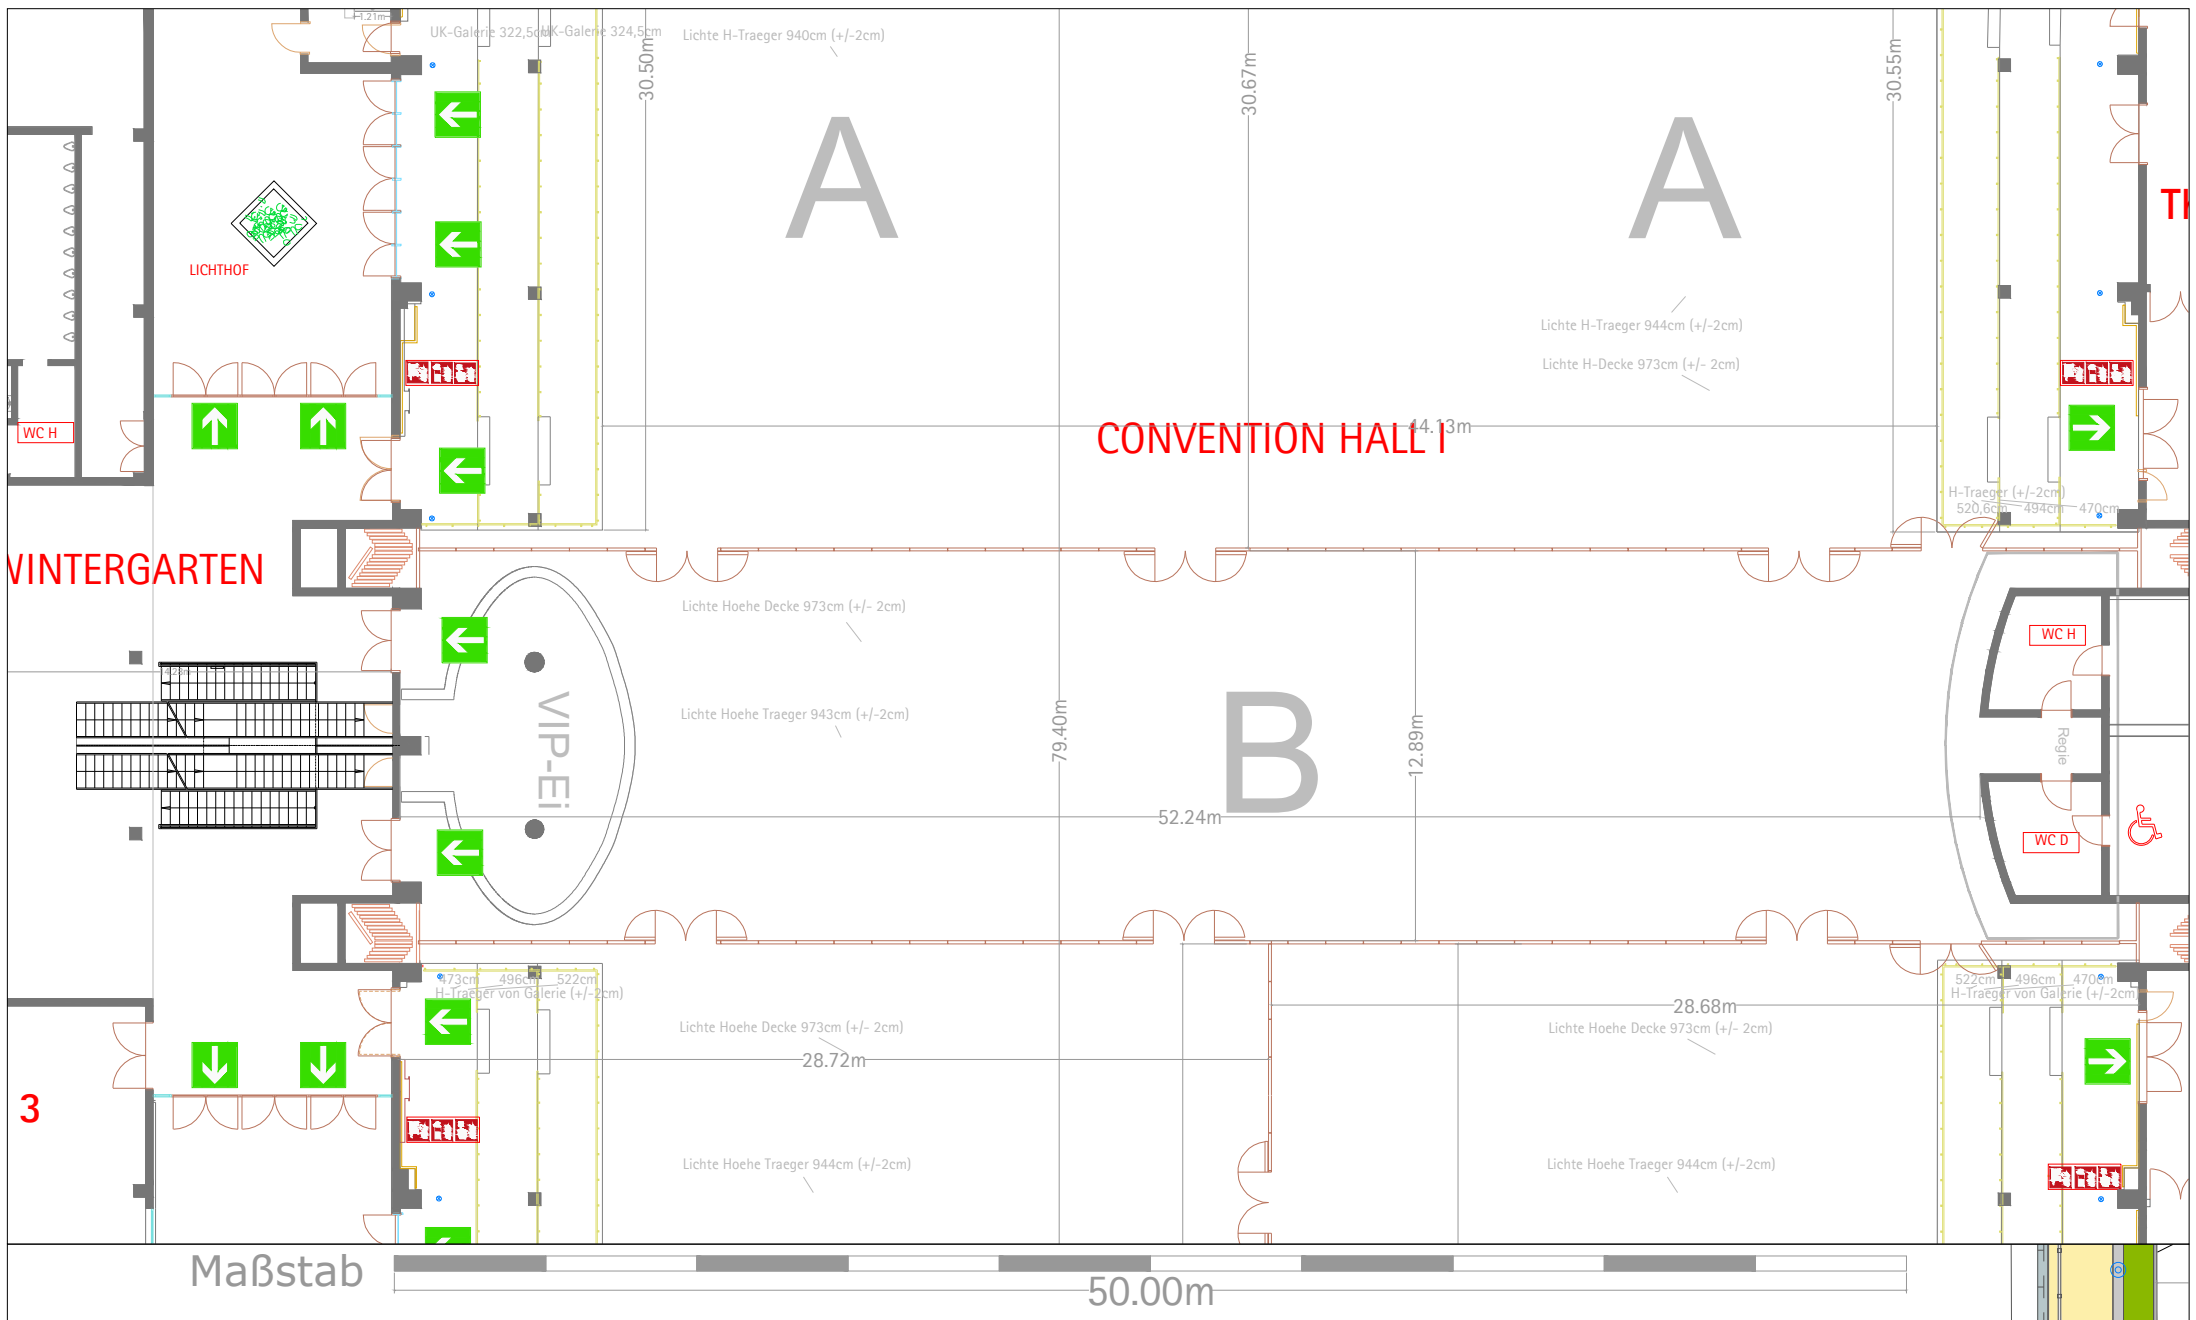 1.21m
UK-Galerie 322,5cm
UK-Galerie 324,5cm
Lichte H-Traeger 940cm (+/-2cm)
30.50m
30.67m
30.55m
A
A
LICHTHOF
Lichte H-Traeger 944cm (+/-2cm)
Lichte H-Decke 973cm (+/- 2cm)
WC H
44.13m
CONVENTION HALL I
H-Traeger (+/-2cm)
520,6cm 494cm 470cm
WINTERGARTEN
Lichte Hoehe Decke 973cm (+/- 2cm)
WC H
VIP-Ei
Lichte Hoehe Traeger 943cm (+/-2cm)
79.40m
B
12.89m
Regie
52.24m
WC D
473cm 496cm 522cm
H-Traeger von Galerie (+/-2cm)
522cm 496cm 470cm
H-Traeger von Galerie (+/-2cm)
28.68m
Lichte Hoehe Decke 973cm (+/- 2cm)
Lichte Hoehe Decke 973cm (+/- 2cm)
28.72m
3
Lichte Hoehe Traeger 944cm (+/-2cm)
Lichte Hoehe Traeger 944cm (+/-2cm)
Maßstab
50.00m